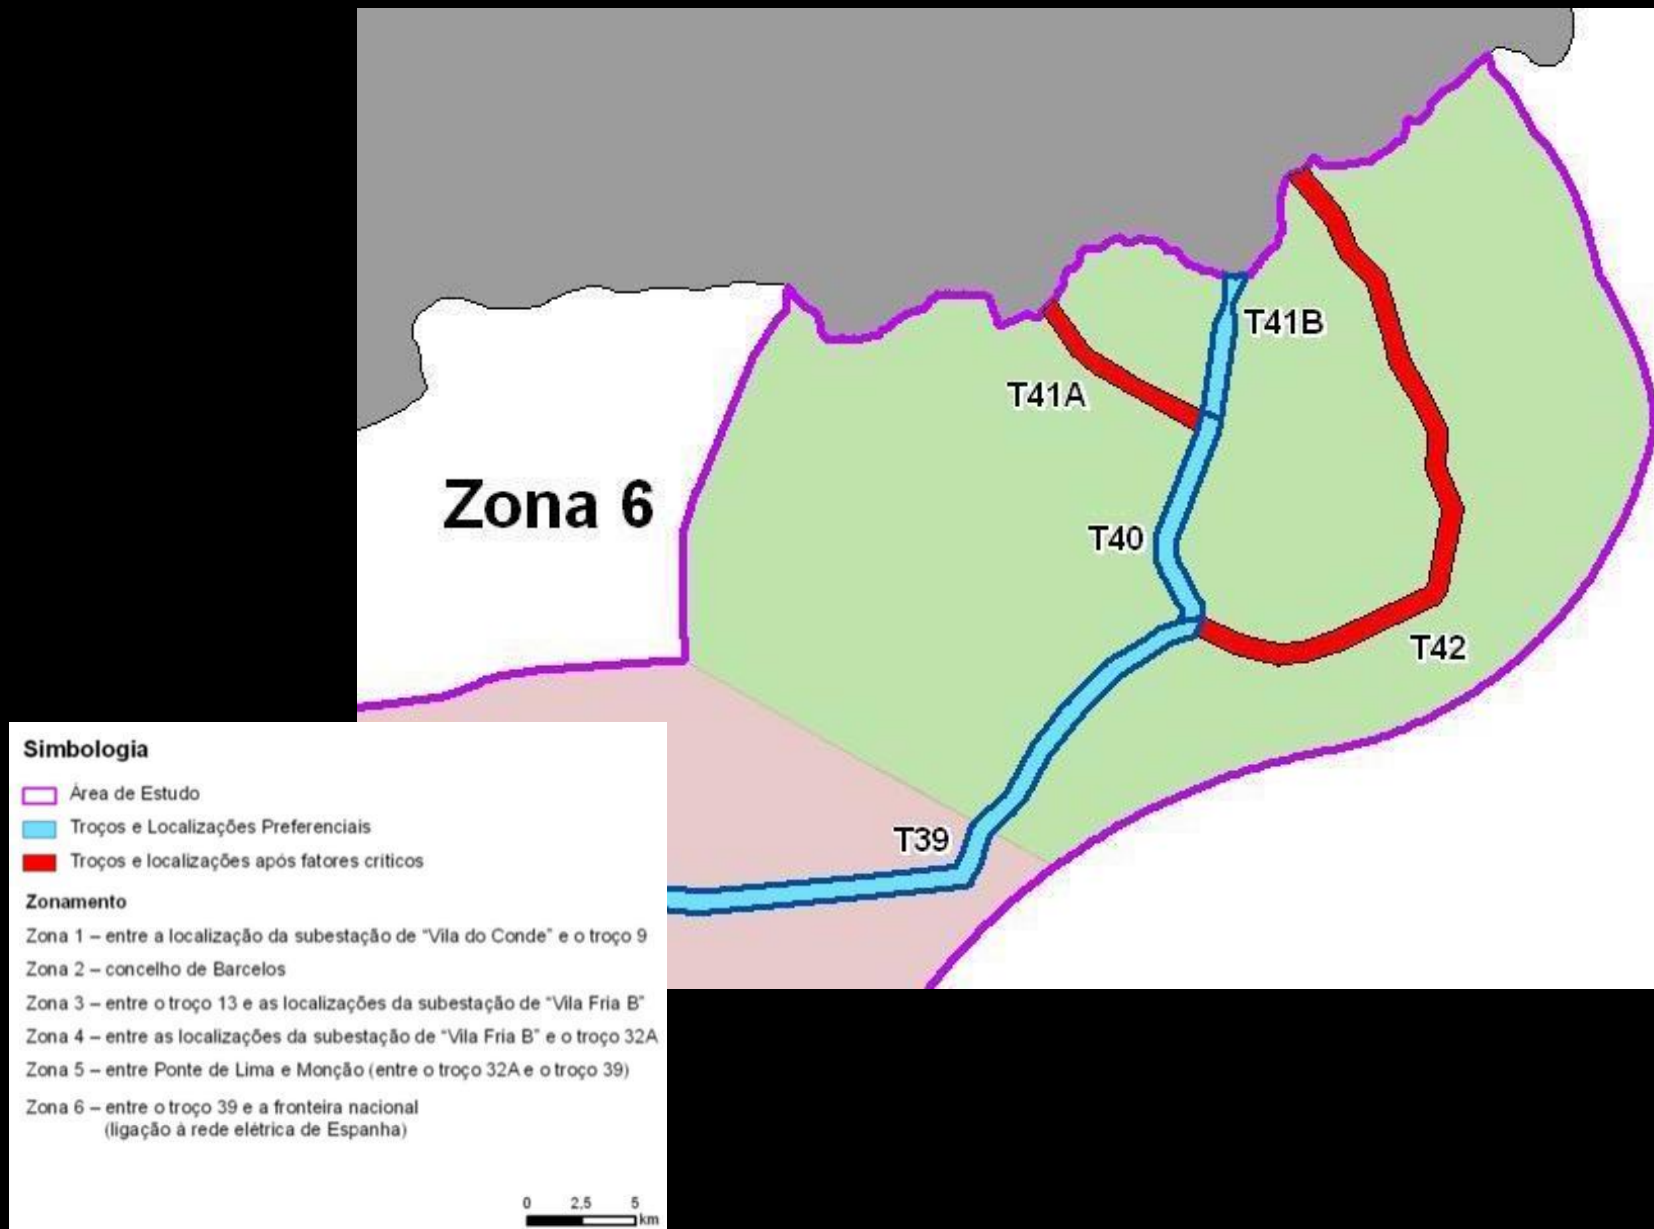 T41B
T41A
Zona 6
T40
T42
T39
Simbologia
Área de Estudo
Troços e Localizações Preferenciais
Troços e localizações após fatores críticos
Zonamento
Zona 1 – entre a localização da subestação de “Vila do Conde” e o troço 9
Zona 2 – concelho de Barcelos
Zona 3 – entre o troço 13 e as localizações da subestação de “Vila Fria B”
Zona 4 – entre as localizações da subestação de “Vila Fria B” e o troço 32A
Zona 5 – entre Ponte de Lima e Monção (entre o troço 32A e o troço 39)
Zona 6 – entre o troço 39 e a fronteira nacional
(ligação à rede elétrica de Espanha)
0 2,5 5
km